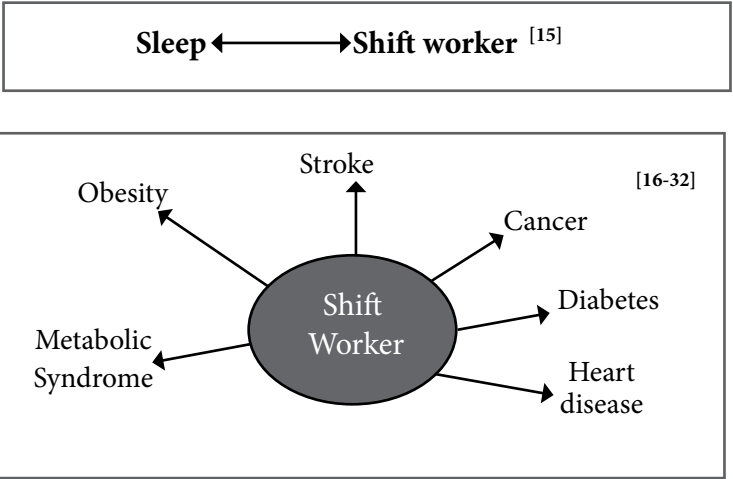 Sleep Shift worker [15]
Stroke
[16-32]
Obesity
Cancer
Shift
Worker
Diabetes
Metabolic
Syndrome
Heart
disease